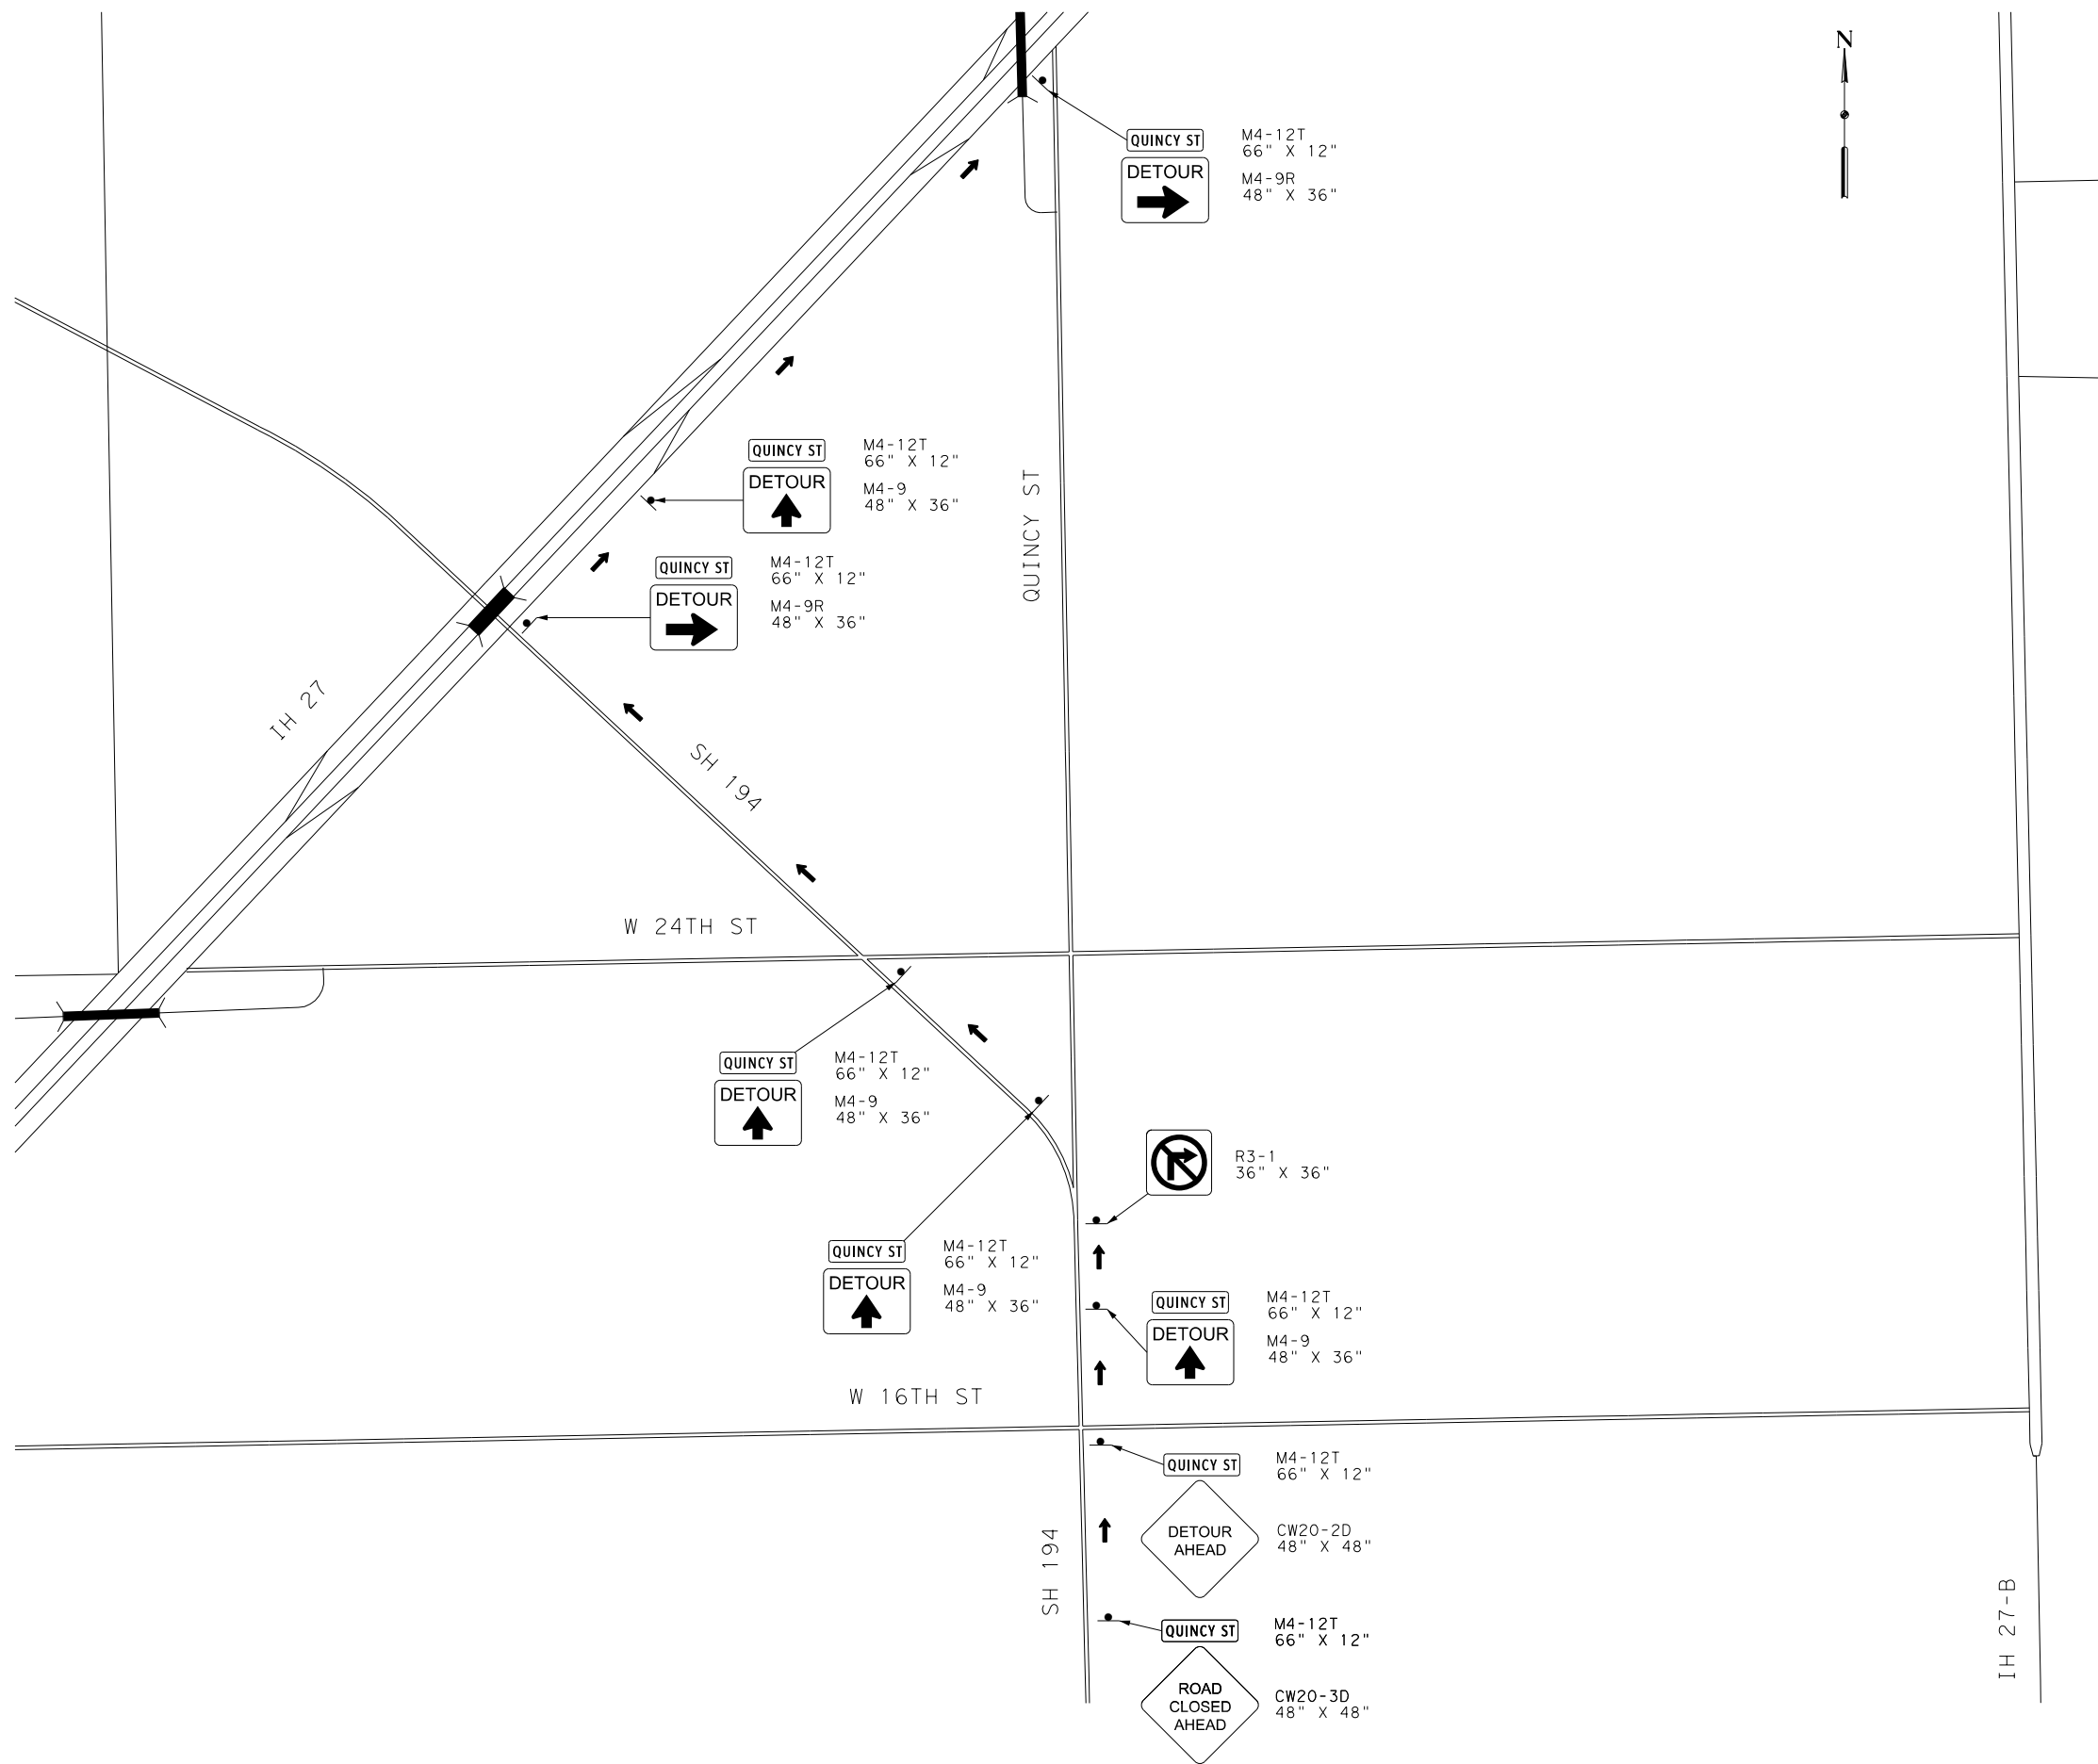 N
QUINCY ST
M4-12T
66" X 12"
DETOUR
M4-9R
48" X 36"
QUINCY ST
M4-12T
66" X 12"
DETOUR
M4-9
48" X 36"
QUINCY ST
QUINCY ST
M4-12T
66" X 12"
DETOUR
M4-9R
48" X 36"
IH 27
SH 194
W 24TH ST
QUINCY ST
M4-12T
66" X 12"
DETOUR
M4-9
48" X 36"
R3-1
36" X 36"
QUINCY ST
M4-12T
66" X 12"
DETOUR
M4-9
48" X 36"
QUINCY ST
M4-12T
66" X 12"
DETOUR
M4-9
48" X 36"
W 16TH ST
QUINCY ST
M4-12T
66" X 12"
DETOUR
AHEAD
CW20-2D
48" X 48"
SH 194
IH 27-B
QUINCY ST
M4-12T
66" X 12"
ROAD
CLOSED
AHEAD
CW20-3D
48" X 48"